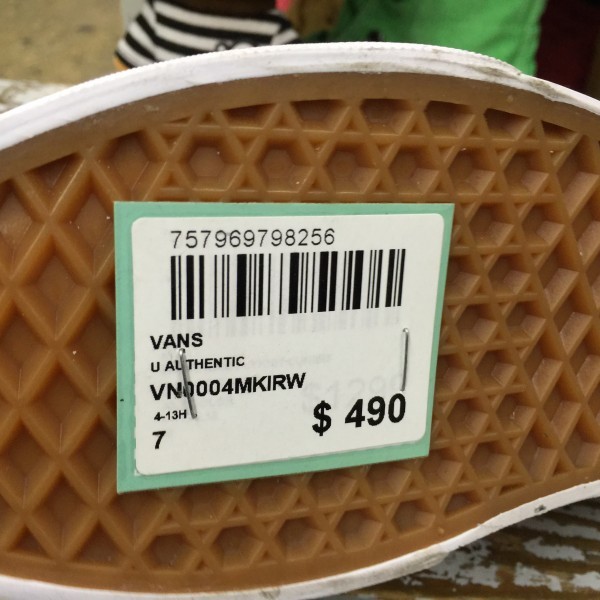 757969798256
VANS
U AUTHENTIC
VN0004MKIRW
4-13H
7
$ 490